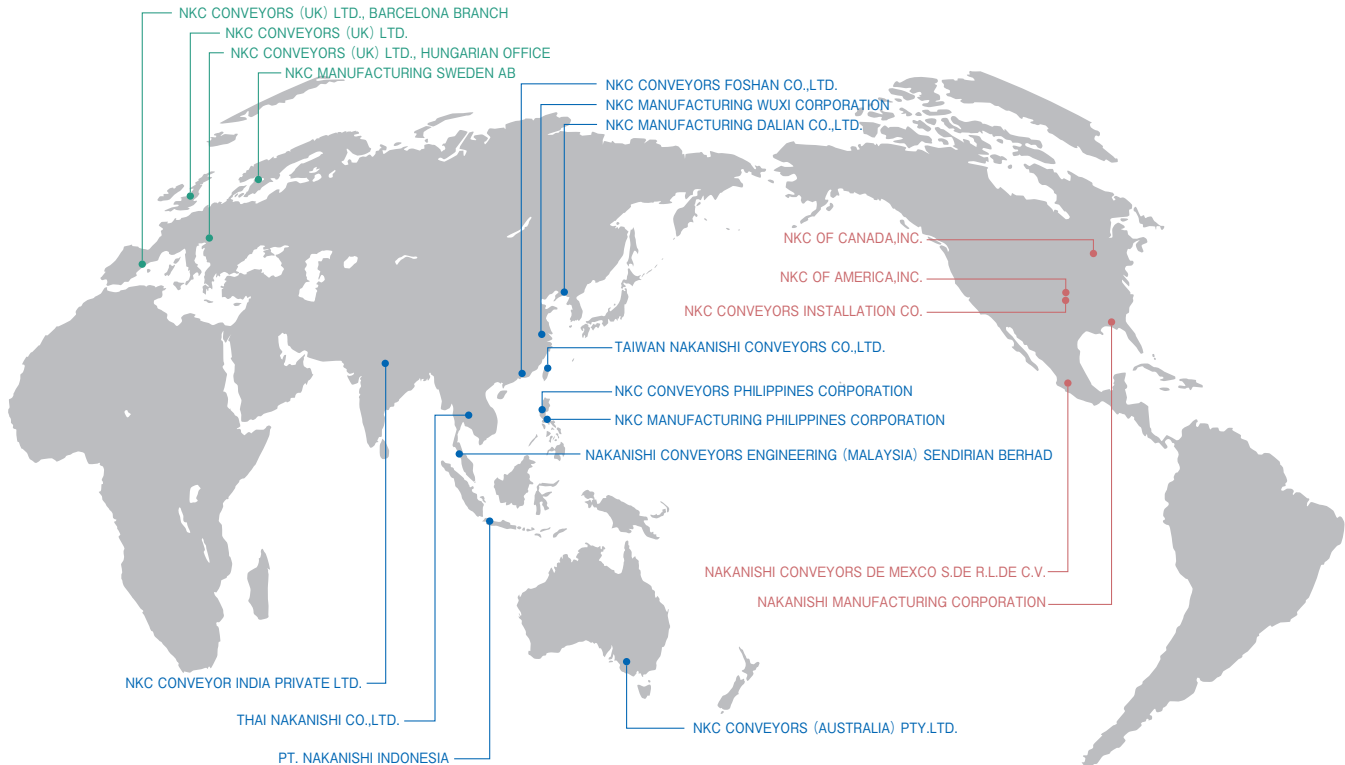 NKC CONVEYORS (UK) LTD., BARCELONA BRANCH
NKC CONVEYORS (UK) LTD.
NKC CONVEYORS (UK) LTD., HUNGARIAN OFFICE
NKC MANUFACTURING SWEDEN AB
NKC CONVEYORS FOSHAN CO.,LTD.
NKC MANUFACTURING WUXI CORPORATION
NKC MANUFACTURING DALIAN CO.,LTD.
NKC OF CANADA,INC.
NKC OF AMERICA,INC.
NKC CONVEYORS INSTALLATION CO.
TAIWAN NAKANISHI CONVEYORS CO.,LTD.
NKC CONVEYORS PHILIPPINES CORPORATION
NKC MANUFACTURING PHILIPPINES CORPORATION
NAKANISHI CONVEYORS ENGINEERING (MALAYSIA) SENDIRIAN BERHAD
NAKANISHI CONVEYORS DE MEXCO S.DE R.L.DE C.V.
NAKANISHI MANUFACTURING CORPORATION
NKC CONVEYOR INDIA PRIVATE LTD.
THAI NAKANISHI CO.,LTD.
NKC CONVEYORS (AUSTRALIA) PTY.LTD.
PT. NAKANISHI INDONESIA